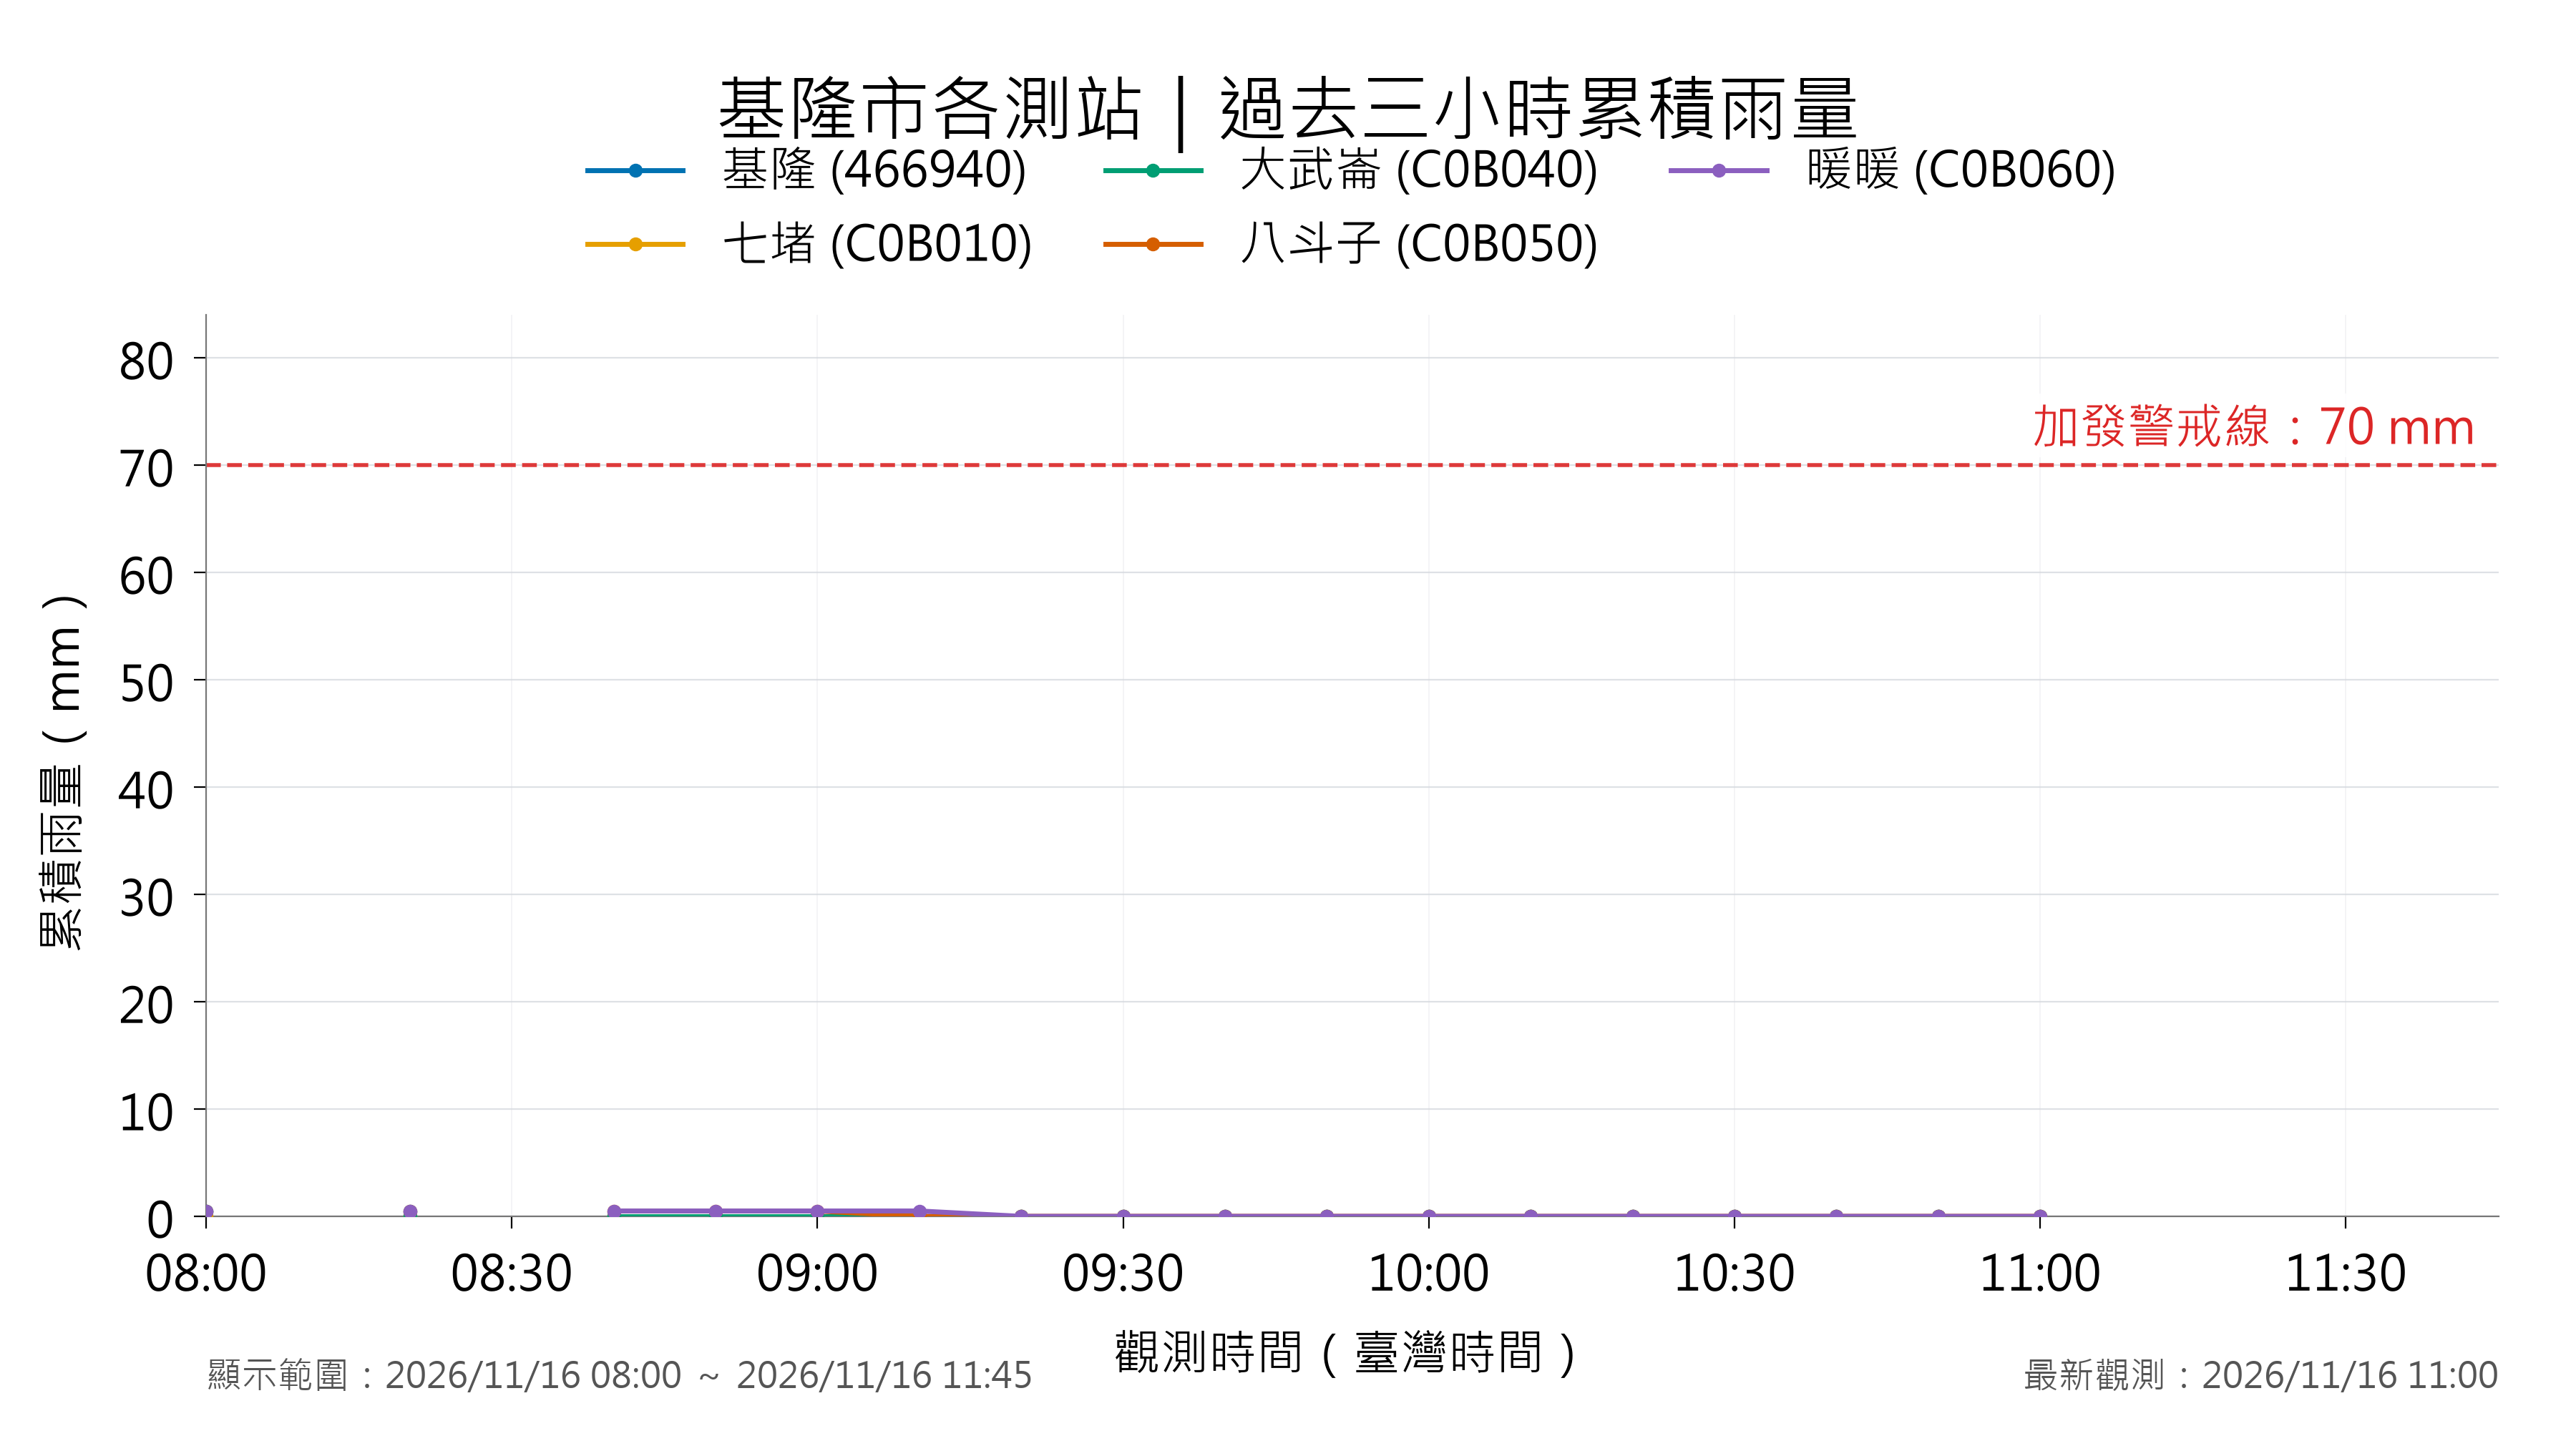 基隆市各測站｜過去三小時累積雨量
基隆 (466940)
七堵 (C0B010)
大武崙 (C0B040)
八斗子 (C0B050)
暖暖 (C0B060)
加發警戒線：70 mm
累積雨量（mm）
80
70
60
50
40
30
20
10
0
08:00 08:30 09:00 09:30 10:00 10:30 11:00 11:30
觀測時間（臺灣時間）
顯示範圍：2026/11/16 08:00 ~ 2026/11/16 11:45
最新觀測：2026/11/16 11:00